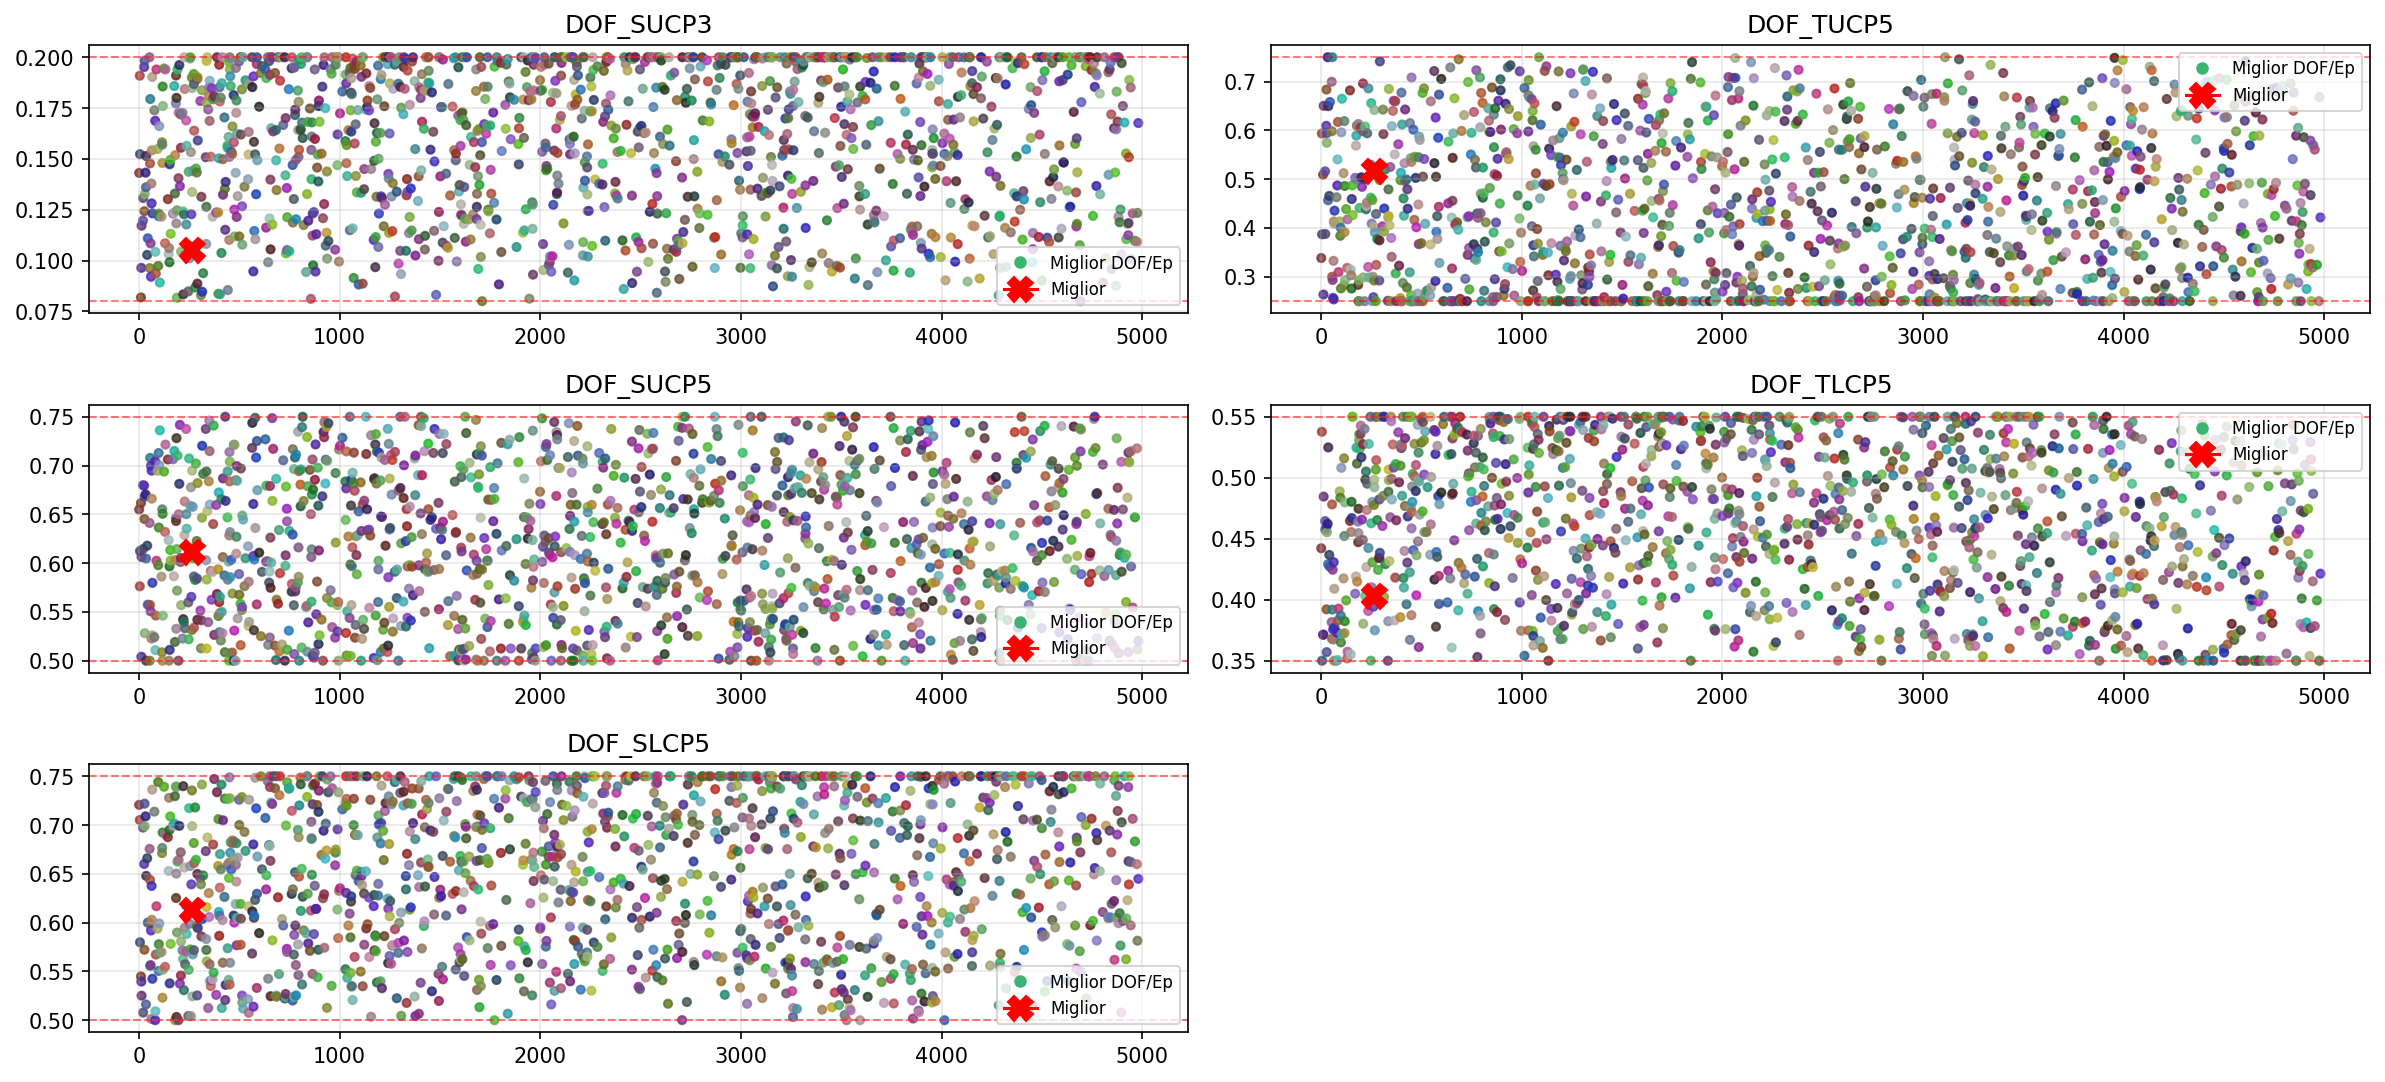 DOF_SUCP3
0.200
0.175
0.150
0.125
0.100
0.075
Miglior DOF/Ep
Miglior
0 1000 2000 3000 4000 5000
DOF_TUCP5
0.7
0.6
0.5
0.4
0.3
Miglior DOF/Ep
Miglior
0 1000 2000 3000 4000 5000
DOF_SUCP5
0.75
0.70
0.65
0.60
0.55
0.50
Miglior DOF/Ep
Miglior
0 1000 2000 3000 4000 5000
DOF_TLCP5
0.55
0.50
0.45
0.40
0.35
Miglior DOF/Ep
Miglior
0 1000 2000 3000 4000 5000
DOF_SLCP5
0.75
0.70
0.65
0.60
0.55
0.50
Miglior DOF/Ep
Miglior
0 1000 2000 3000 4000 5000